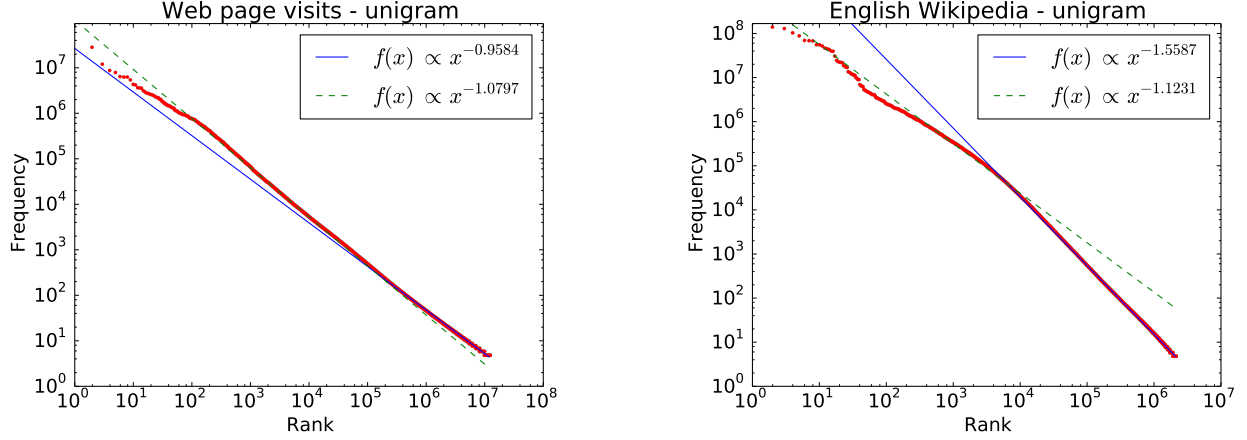 Web page visits - unigram
f(x) ∝ x^{-0.9584}
f(x) ∝ x^{-1.0797}
Frequency
10^7
10^6
10^5
10^4
10^3
10^2
10^1
10^0
10^0 10^1 10^2 10^3 10^4 10^5 10^6 10^7 10^8
Rank
English Wikipedia - unigram
f(x) ∝ x^{-1.5587}
f(x) ∝ x^{-1.1231}
Frequency
10^8
10^7
10^6
10^5
10^4
10^3
10^2
10^1
10^0
10^0 10^1 10^2 10^3 10^4 10^5 10^6 10^7
Rank